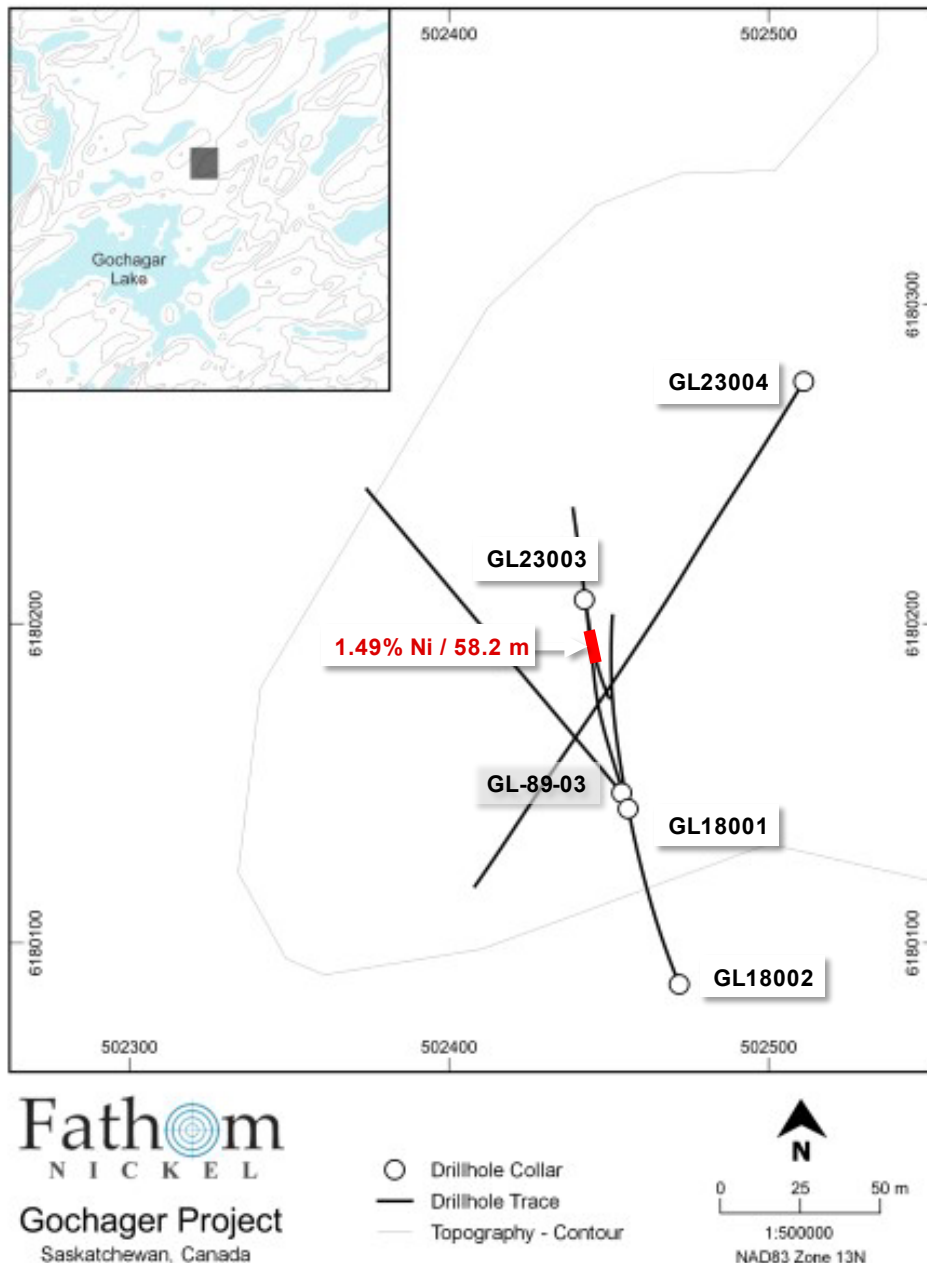 502400
502500
Gochagar
Lake
6180300
GL23004
GL23003
6180200
6180200
1.49% Ni / 58.2 m
GL-89-03
GL18001
6180100
6180100
GL18002
502300
502400
502500
Fathom
NICKEL
Gochager Project
Saskatchewan, Canada
Drillhole Collar
Drillhole Trace
Topography - Contour
N
0 25 50 m
1:500000
NAD83 Zone 13N